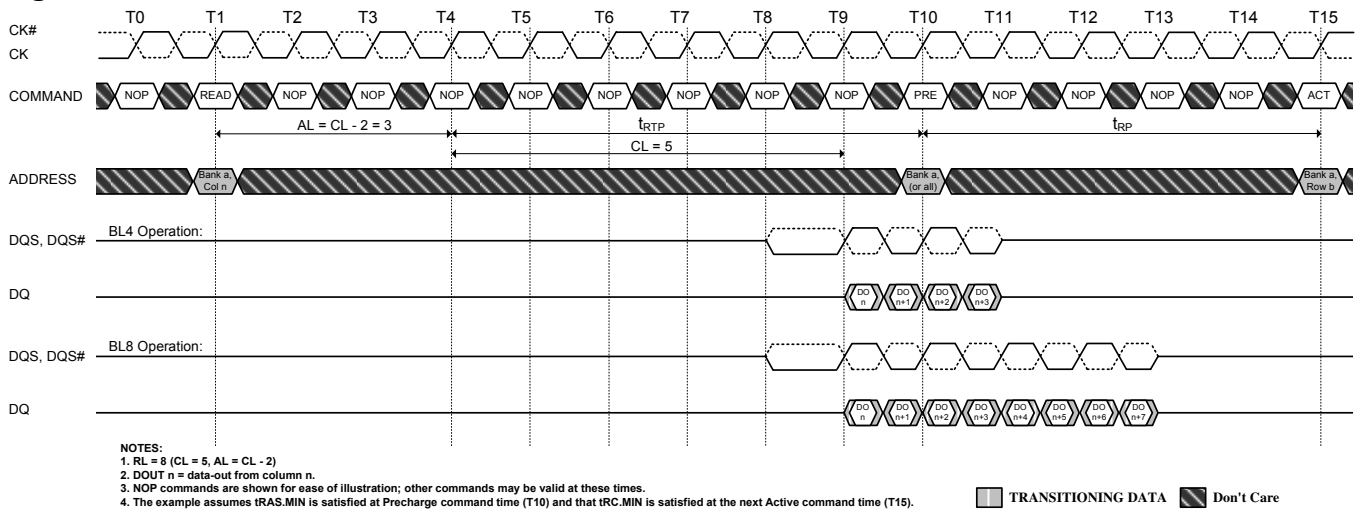 T0 T1 T2 T3 T4 T5 T6 T7 T8 T9 T10 T11 T12 T13 T14 T15
CK#
CK
COMMAND NOP READ NOP NOP NOP NOP NOP NOP NOP NOP PRE NOP NOP NOP NOP ACT
AL = CL - 2 = 3 tRTP tRP
CL = 5
ADDRESS Bank a, Col n Bank a, (or all) Bank a, Row b
BL4 Operation:
DQS, DQS#
DQ DO n DO n+1 DO n+2 DO n+3
BL8 Operation:
DQS, DQS#
DQ DO n DO n+1 DO n+2 DO n+3 DO n+4 DO n+5 DO n+6 DO n+7
NOTES:
1. RL = 8 (CL = 5, AL = CL - 2)
2. DOUT n = data-out from column n.
3. NOP commands are shown for ease of illustration; other commands may be valid at these times.
4. The example assumes tRAS.MIN is satisfied at Precharge command time (T10) and that tRC.MIN is satisfied at the next Active command time (T15).
TRANSITIONING DATA Don't Care